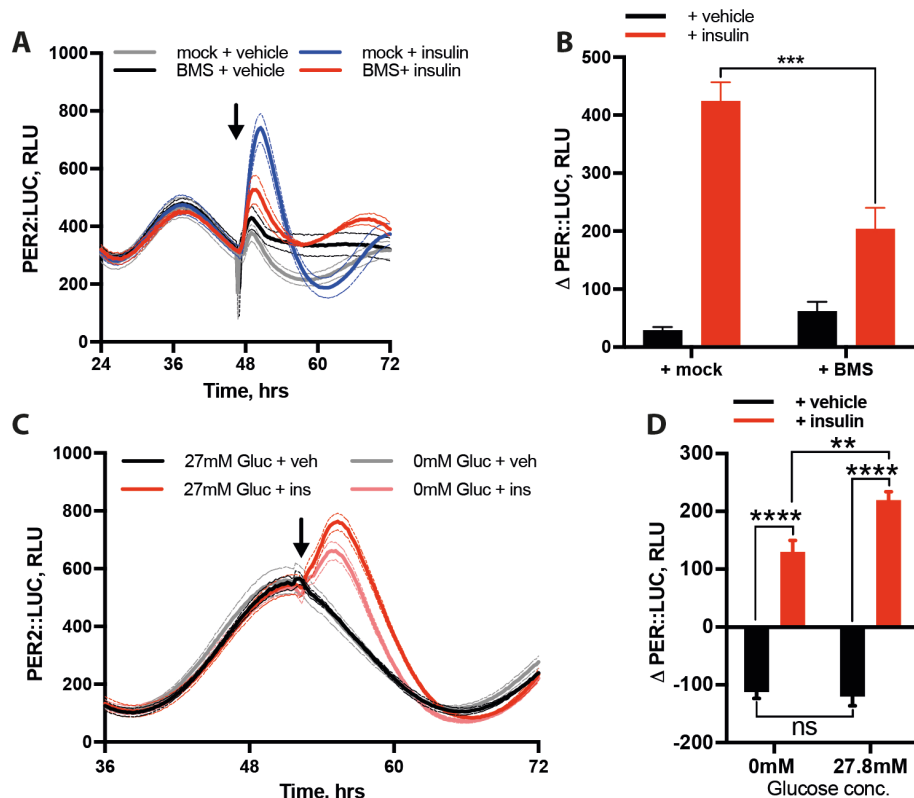 A
1000
800
600
400
200
0
PER2:LUC, RLU
mock + vehicle
BMS + vehicle
mock + insulin
BMS+ insulin
24
36
48
60
72
Time, hrs
B
+ vehicle
+ insulin
500
400
300
200
100
0
Δ PER::LUC, RLU
***
+ mock
+ BMS
C
1000
800
600
400
200
0
PER2::LUC, RLU
27mM Gluc + veh
27mM Gluc + ins
0mM Gluc + veh
0mM Gluc + ins
36
48
60
72
Time, hrs
D
+ vehicle
+ insulin
300
200
100
0
-100
-200
Δ PER::LUC, RLU
**
****
****
ns
0mM
27.8mM
Glucose conc.